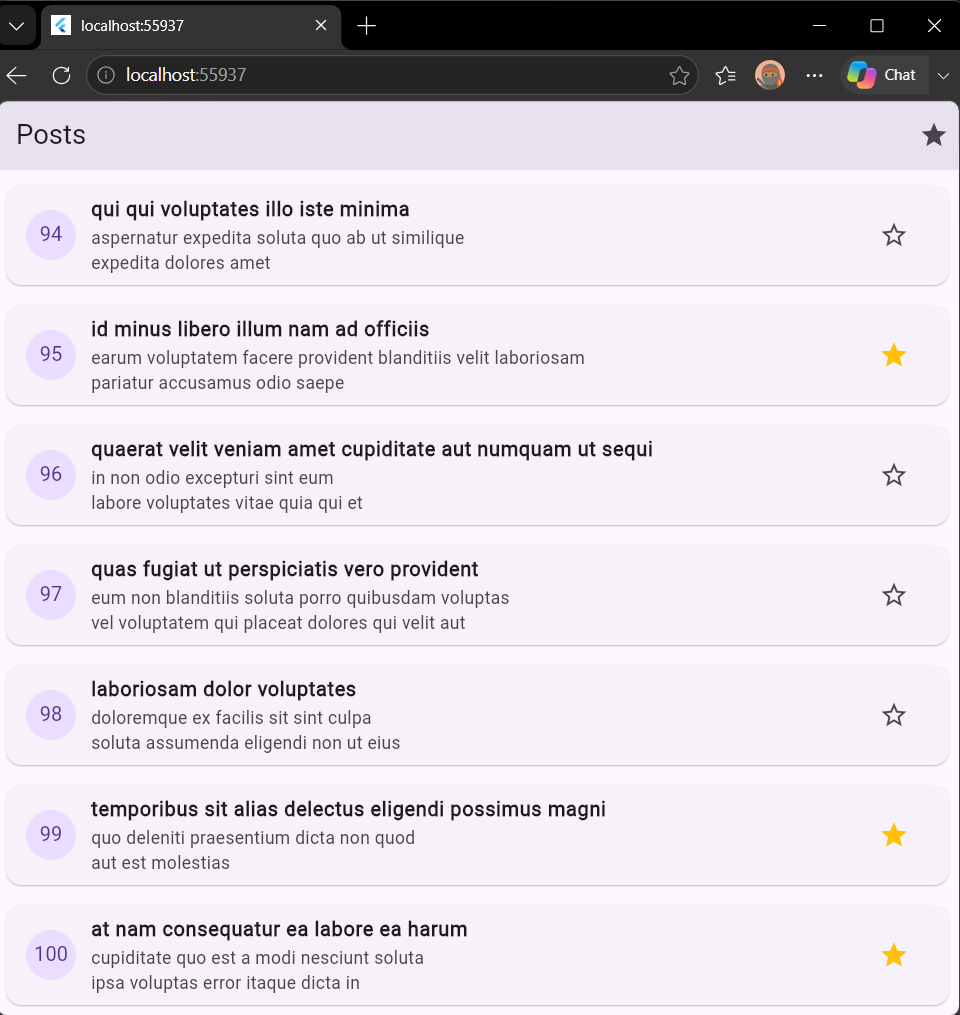 localhost:55937
localhost:55937
Chat
Posts
94
qui qui voluptates illo iste minima
aspernatur expedita soluta quo ab ut similique
expedita dolores amet
95
id minus libero illum nam ad officiis
earum voluptatem facere provident blanditiis velit laboriosam
pariatur accusamus odio saepe
96
quaerat velit veniam amet cupiditate aut numquam ut sequi
in non odio excepturi sint eum
labore voluptates vitae quia qui et
97
quas fugiat ut perspiciatis vero provident
eum non blanditiis soluta porro quibusdam voluptas
vel voluptatem qui placeat dolores qui velit aut
98
laboriosam dolor voluptates
doloremque ex facilis sit sint culpa
soluta assumenda eligendi non ut eius
99
temporibus sit alias delectus eligendi possimus magni
quo deleniti praesentium dicta non quod
aut est molestias
100
at nam consequatur ea labore ea harum
cupiditate quo est a modi nesciunt soluta
ipsa voluptas error itaque dicta in